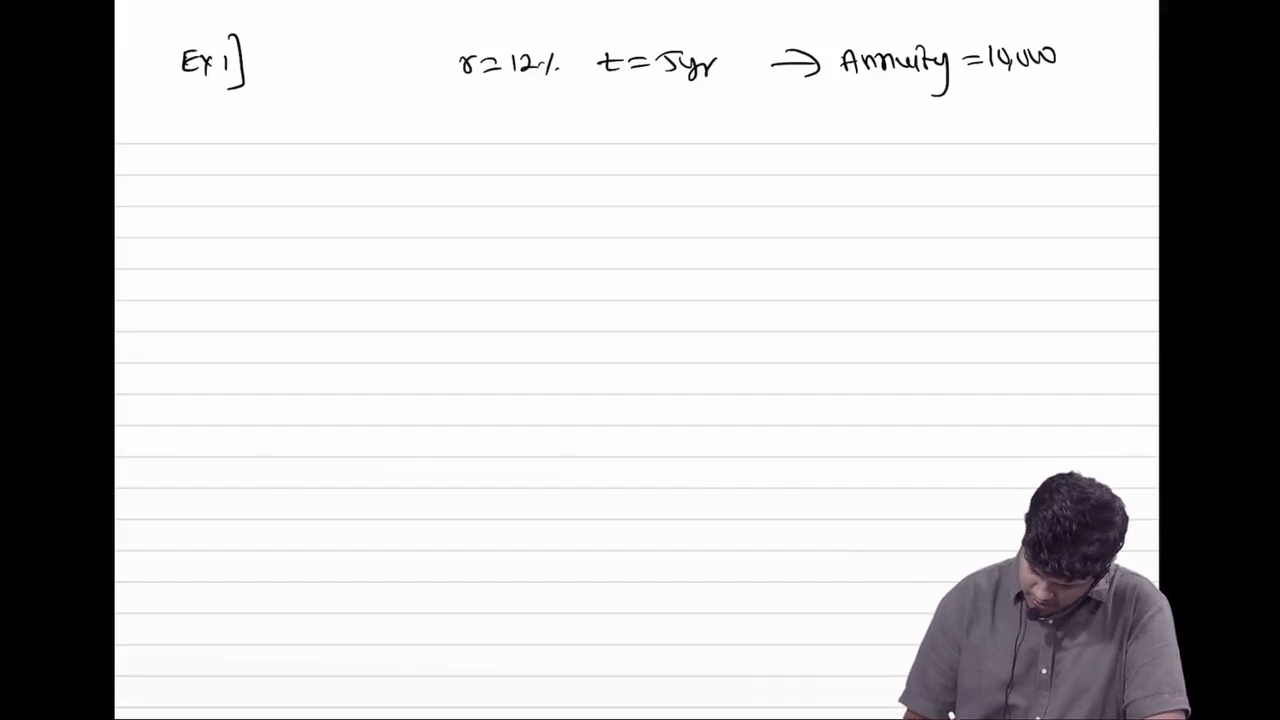 Ex 1] r = 12% t = 5yr → Annuity = 10,000